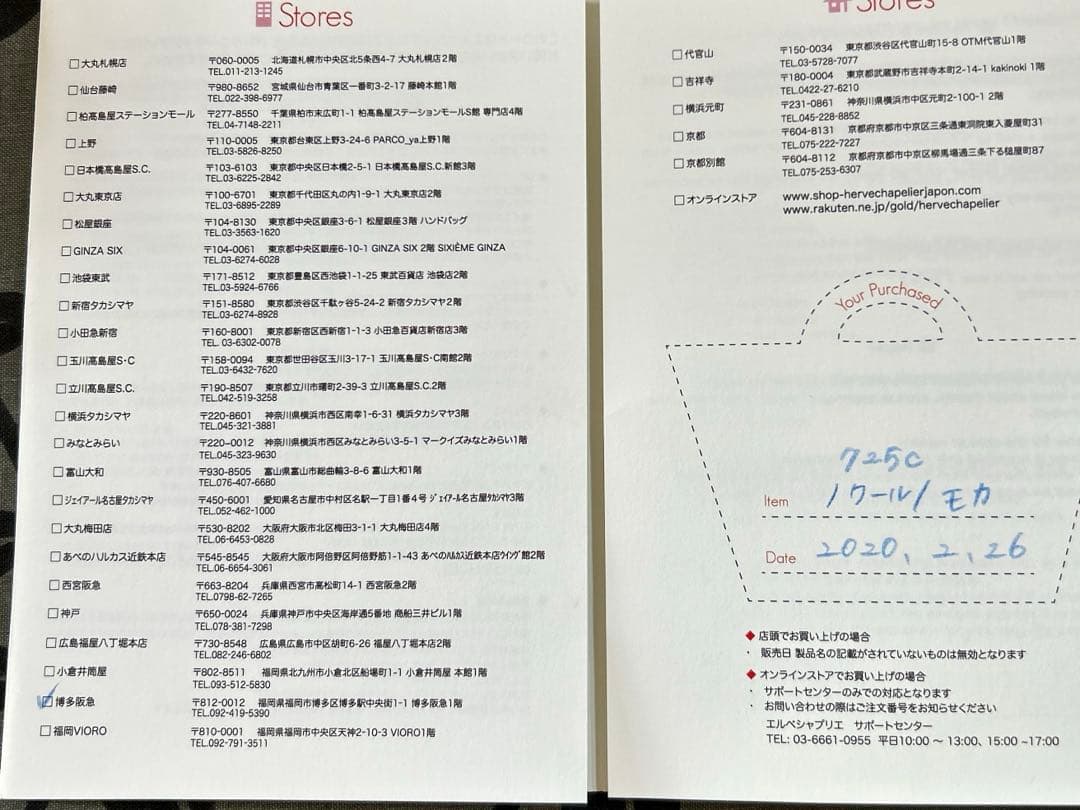 Stores
□大丸札幌店 〒060-0005 北海道札幌市中央区北5条西4-7 大丸札幌店2階
TEL.011-213-1245
□仙台藤崎 〒980-8652 宮城県仙台市青葉区一番町3-2-17 藤崎本館1階
TEL.022-398-6977
□柏髙島屋ステーションモール 〒277-8550 千葉県柏市末広町1-1 柏髙島屋ステーションモールS館 専門店4階
TEL.04-7148-2211
□上野 〒110-0005 東京都台東区上野3-24-6 PARCO_ya上野1階
TEL.03-5826-8250
□日本橋髙島屋S.C. 〒103-6103 東京都中央区日本橋2-5-1 日本橋髙島屋S.C.新館3階
TEL.03-6225-2842
□大丸東京店 〒100-6701 東京都千代田区丸の内1-9-1 大丸東京店2階
TEL.03-6895-2289
□松屋銀座 〒104-8130 東京都中央区銀座3-6-1 松屋銀座3階 ハンドバッグ
TEL.03-3563-1620
□GINZA SIX 〒104-0061 東京都中央区銀座6-10-1 GINZA SIX 2階 SIXIÈME GINZA
TEL.03-6274-6028
□池袋東武 〒171-8512 東京都豊島区西池袋1-1-25 東武百貨店 池袋店2階
TEL.03-5924-6766
□新宿タカシマヤ 〒151-8580 東京都渋谷区千駄ヶ谷5-24-2 新宿タカシマヤ2階
TEL.03-6274-8928
□小田急新宿 〒160-8001 東京都新宿区西新宿1-1-3 小田急百貨店新宿店3階
TEL. 03-6302-0078
□玉川髙島屋S・C 〒158-0094 東京都世田谷区玉川3-17-1 玉川髙島屋S・C南館2階
TEL.03-6432-7620
□立川髙島屋S.C. 〒190-8507 東京都立川市曙町2-39-3 立川髙島屋S.C.2階
TEL.042-519-3258
□横浜タカシマヤ 〒220-8601 神奈川県横浜市西区南幸1-6-31 横浜タカシマヤ3階
TEL.045-321-3881
□みなとみらい 〒220-0012 神奈川県横浜市西区みなとみらい3-5-1 マークイズみなとみらい1階
TEL.045-323-9630
□富山大和 〒930-8505 富山県富山市総曲輪3-8-6 富山大和1階
TEL.076-407-6680
□ジェイアール名古屋タカシマヤ 〒450-6001 愛知県名古屋市中村区名駅一丁目1番4号 ジェイアール名古屋タカシマヤ3階
TEL.052-462-1000
□大丸梅田店 〒530-8202 大阪府大阪市北区梅田3-1-1 大丸梅田店4階
TEL.06-6453-0828
□あべのハルカス近鉄本店 〒545-8545 大阪府大阪市阿倍野区阿倍野筋1-1-43 あべのハルカス近鉄本店ウイング館2階
TEL.06-6654-3061
□西宮阪急 〒663-8204 兵庫県西宮市高松町14-1 西宮阪急2階
TEL.0798-62-7265
□神戸 〒650-0024 兵庫県神戸市中央区海岸通5番地 商船三井ビル1階
TEL.078-381-7298
□広島福屋八丁堀本店 〒730-8548 広島県広島市中区胡町6-26 福屋八丁堀本店2階
TEL.082-246-6802
□小倉井筒屋 〒802-8511 福岡県北九州市小倉北区船場町1-1 小倉井筒屋 本館1階
TEL.093-512-5830
☑博多阪急 〒812-0012 福岡県福岡市博多区博多駅中央街1-1 博多阪急1階
TEL.092-419-5390
□福岡VIORO 〒810-0001 福岡県福岡市中央区天神2-10-3 VIORO1階
TEL.092-791-3511
Stores
□代官山 〒150-0034 東京都渋谷区代官山町15-8 OTM代官山1階
TEL.03-5728-7077
□吉祥寺 〒180-0004 東京都武蔵野市吉祥寺本町2-14-1 kakinoki 1階
TEL.0422-27-6210
□横浜元町 〒231-0861 神奈川県横浜市中区元町2-100-1 2階
TEL.045-228-8852
□京都 〒604-8131 京都府京都市中京区三条通東洞院東入菱屋町31
TEL.075-222-7227
□京都別館 〒604-8112 京都府京都市中京区柳馬場通三条下る槌屋町87
TEL.075-253-6307
□オンラインストア www.shop-hervechapelierjapon.com
www.rakuten.ne.jp/gold/hervechapelier
Your Purchased
725C
Item ノワール/モカ
Date 2020. 2. 26
◆店頭でお買い上げの場合
・ 販売日 製品名の記載がされていないものは無効となります
◆オンラインストアでお買い上げの場合
・ サポートセンターのみでの対応となります
・ お問い合わせの際はご注文番号をお知らせください
エルベシャプリエ サポートセンター
TEL: 03-6661-0955 平日10:00 ～ 13:00、15:00 ~17:00